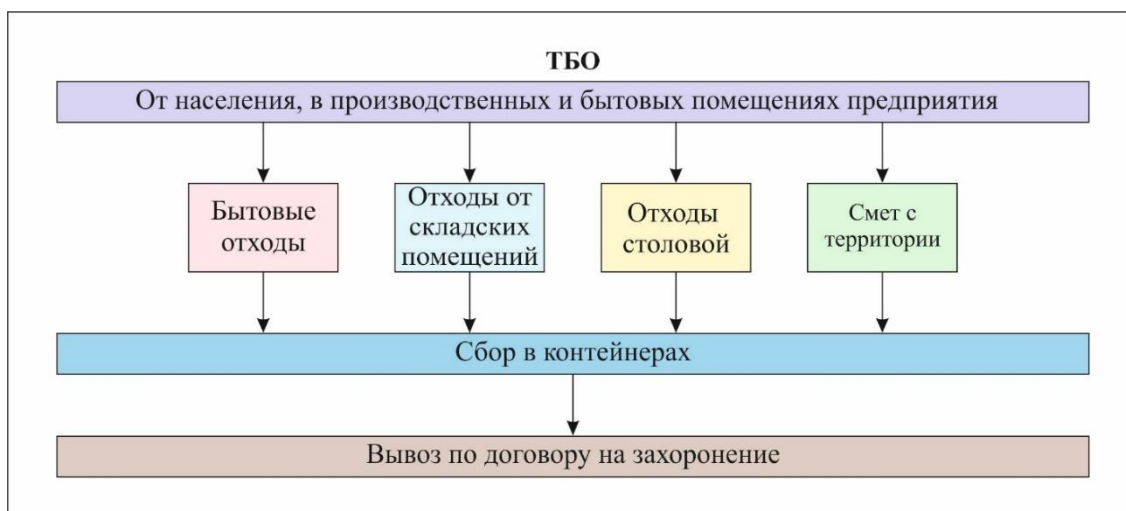 ТБО
От населения, в производственных и бытовых помещениях предприятия
Бытовые
отходы
Отходы от
складских
помещений
Отходы
столовой
Смет с
территории
Сбор в контейнерах
Вывоз по договору на захоронение